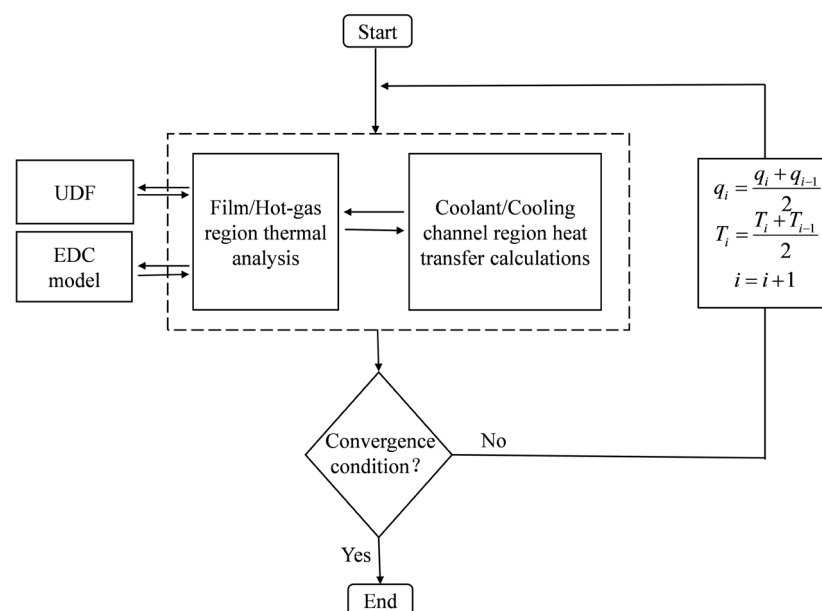 Start
UDF
EDC
model
Film/Hot-gas
region thermal
analysis
Coolant/Cooling
channel region heat
transfer calculations
q_i = (q_i + q_{i-1})/2
T_i = (T_i + T_{i-1})/2
i = i+1
Convergence
condition?
No
Yes
End